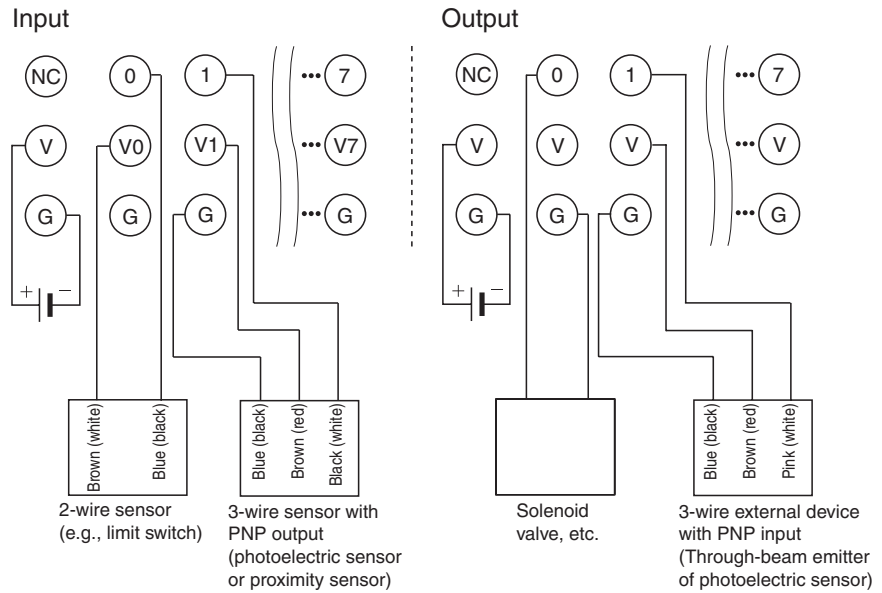 Input
Output
NC 0 1 ••• 7
NC 0 1 ••• 7
V V0 V1 ••• V7
V V V ••• V
G G G ••• G
G G G ••• G
+ −
+ −
Brown (white)
Blue (black)
Blue (black)
Brown (red)
Black (white)
Blue (black)
Brown (red)
Pink (white)
2-wire sensor
(e.g., limit switch)
3-wire sensor with
PNP output
(photoelectric sensor
or proximity sensor)
Solenoid
valve, etc.
3-wire external device
with PNP input
(Through-beam emitter
of photoelectric sensor)